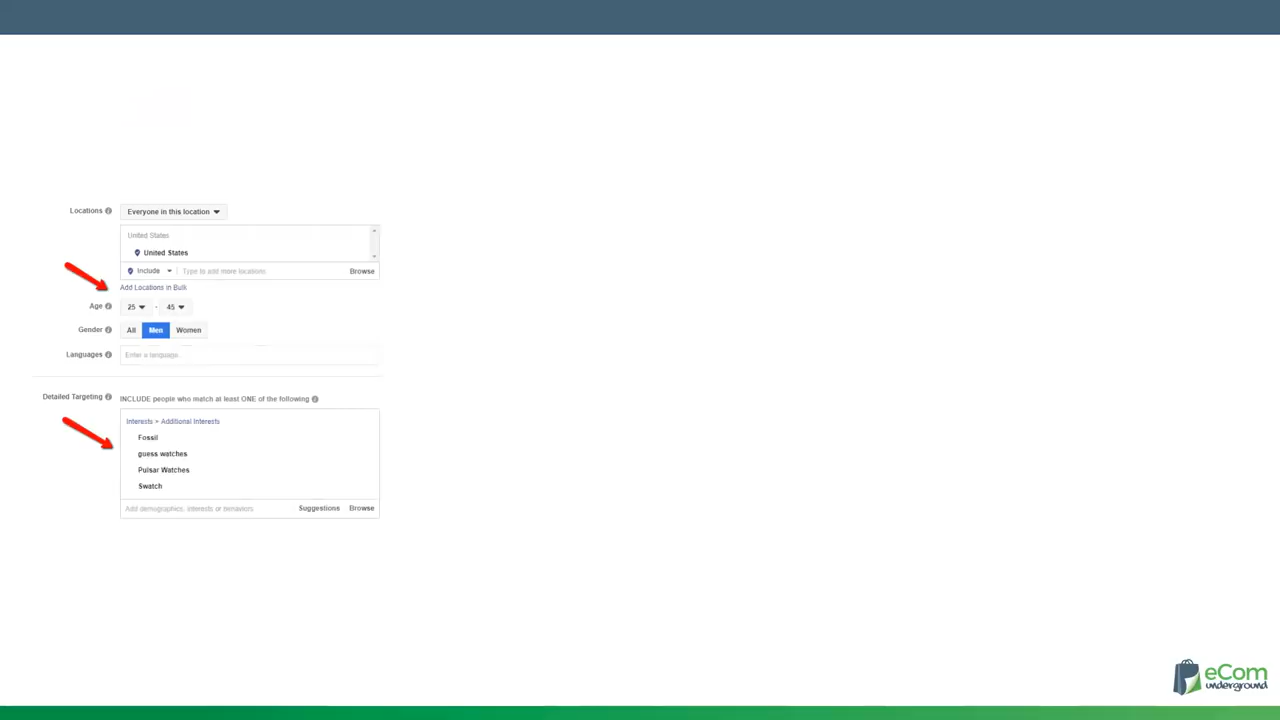 Locations
Everyone in this location
United States
United States
Include Type to add more locations Browse
Add Locations in Bulk
Age 25 - 45
Gender All Men Women
Languages Enter a language.
Detailed Targeting INCLUDE people who match at least ONE of the following
Interests > Additional Interests
Fossil
guess watches
Pulsar Watches
Swatch
Add demographics, interests or behaviors Suggestions Browse
eCom
underground